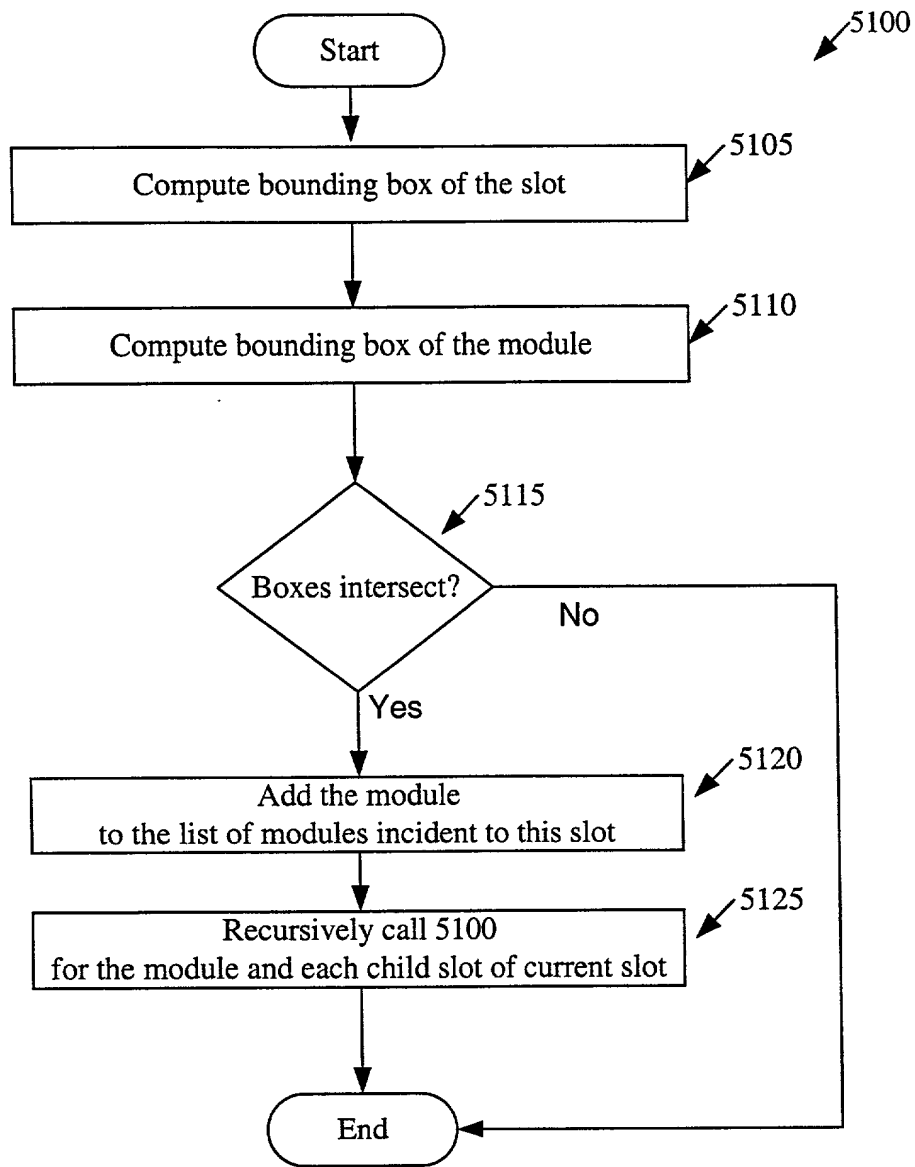 5100
Start
5105
Compute bounding box of the slot
5110
Compute bounding box of the module
5115
Boxes intersect?
No
Yes
5120
Add the module
to the list of modules incident to this slot
5125
Recursively call 5100
for the module and each child slot of current slot
End